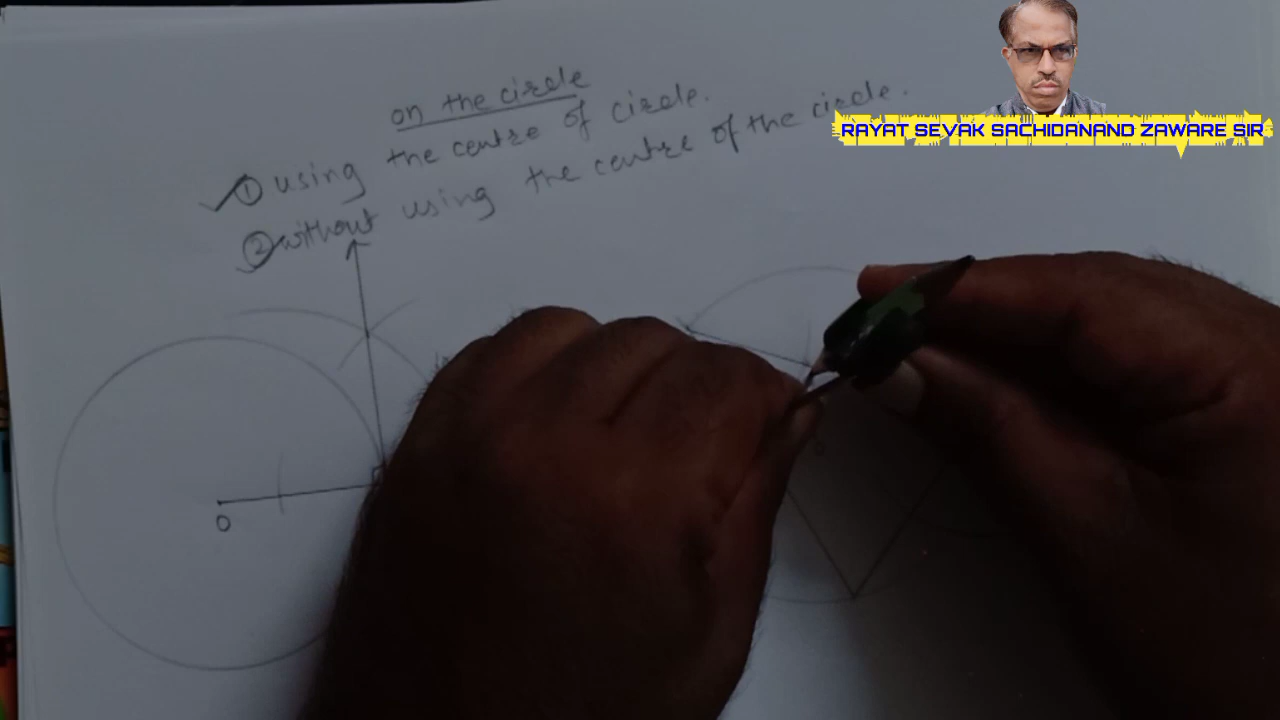 on the circle
① using the centre of circle.
② without using the centre of the circle.
RAYAT SEVAK SACHIDANAND ZAWARE SIR
O